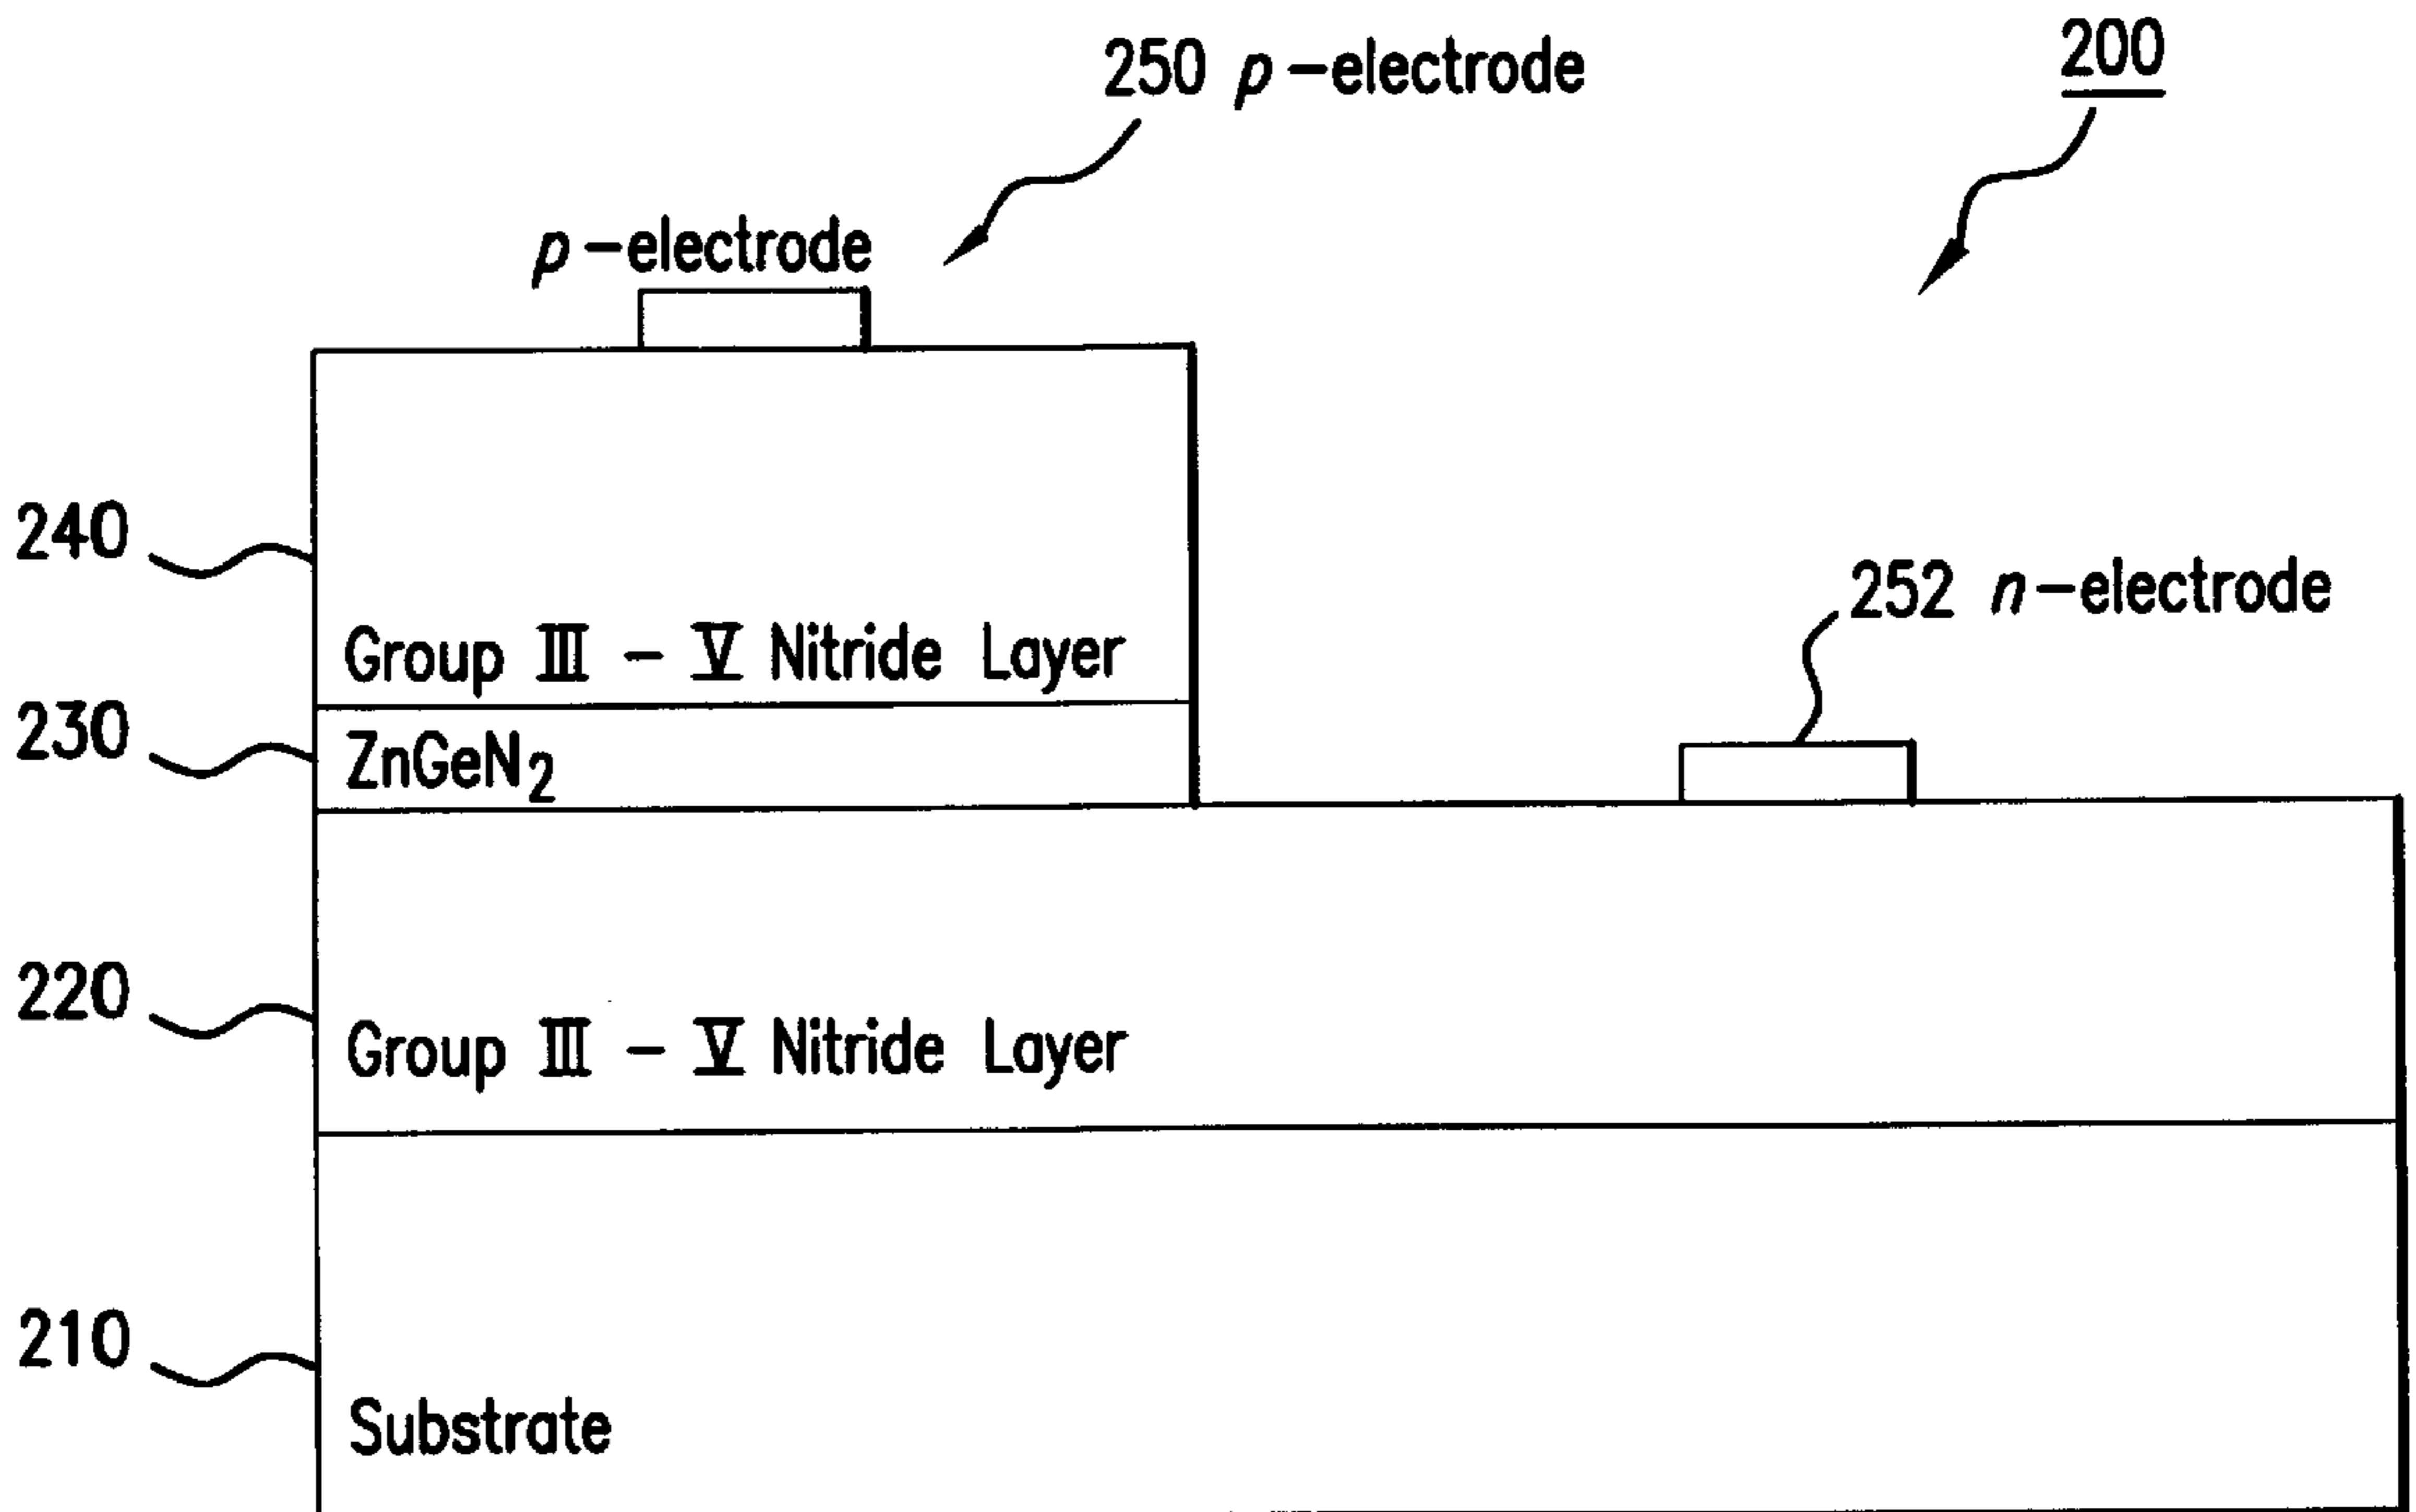 200
250 p-electrode
p-electrode
240
252 n-electrode
Group III - V Nitride Layer
230
ZnGeN2
220
Group III - V Nitride Layer
210
Substrate